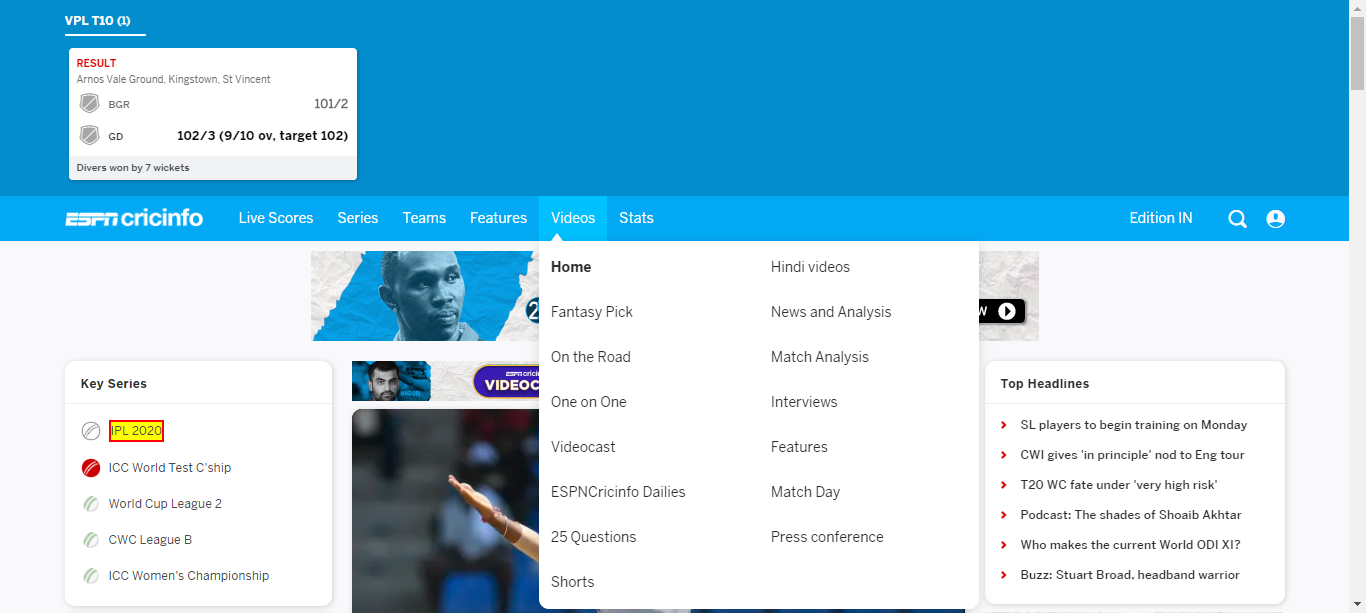 VPL T10 (1)
RESULT
Arnos Vale Ground, Kingstown, St Vincent
BGR 101/2
GD 102/3 (9/10 ov, target 102)
Divers won by 7 wickets
ESPN cricinfo Live Scores Series Teams Features Videos Stats Edition IN
Home
Fantasy Pick
On the Road
One on One
Videocast
ESPNCricinfo Dailies
25 Questions
Shorts
Hindi videos
News and Analysis
Match Analysis
Interviews
Features
Match Day
Press conference
Key Series
IPL 2020
ICC World Test C'ship
World Cup League 2
CWC League B
ICC Women's Championship
Top Headlines
SL players to begin training on Monday
CWI gives 'in principle' nod to Eng tour
T20 WC fate under 'very high risk'
Podcast: The shades of Shoaib Akhtar
Who makes the current World ODI XI?
Buzz: Stuart Broad, headband warrior